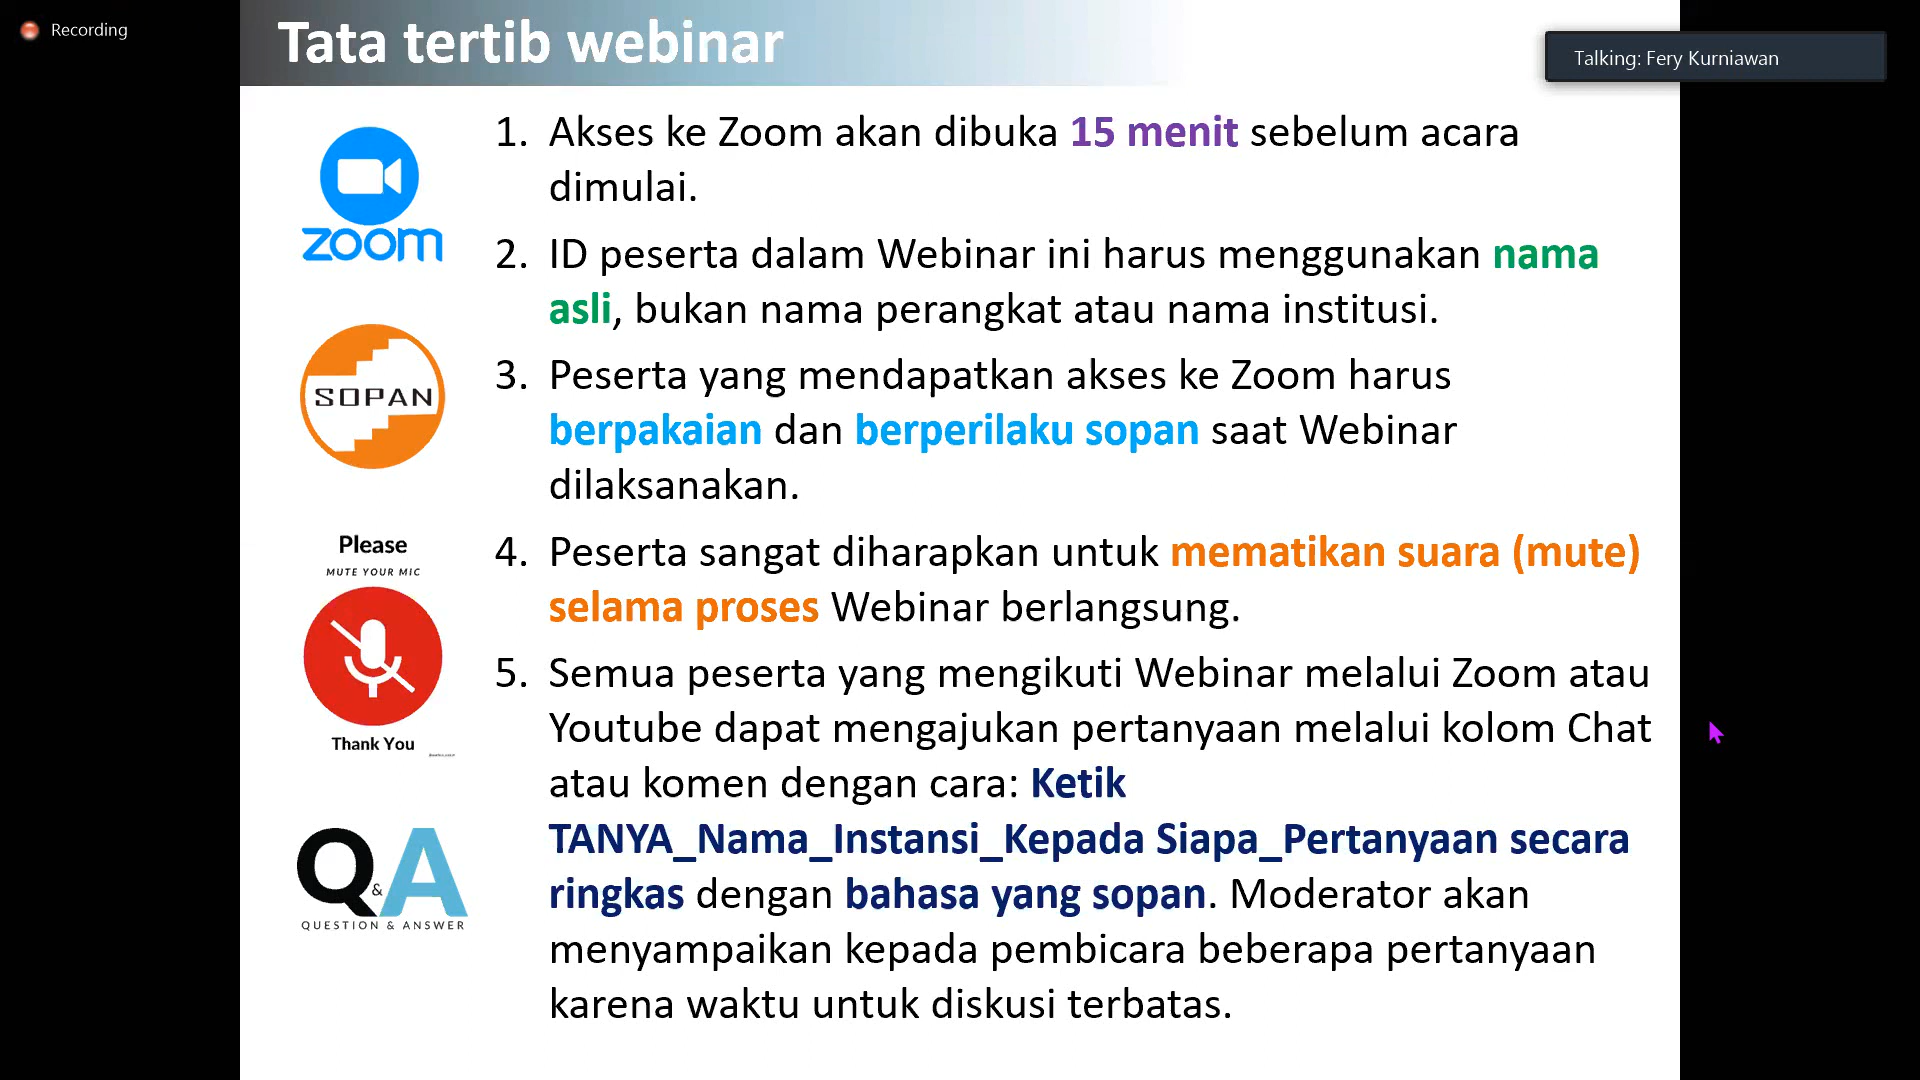 Recording
Tata tertib webinar
Talking: Fery Kurniawan
zoom
1. Akses ke Zoom akan dibuka 15 menit sebelum acara
dimulai.
2. ID peserta dalam Webinar ini harus menggunakan nama
asli, bukan nama perangkat atau nama institusi.
SOPAN
3. Peserta yang mendapatkan akses ke Zoom harus
berpakaian dan berperilaku sopan saat Webinar
dilaksanakan.
Please
MUTE YOUR MIC
Thank You
4. Peserta sangat diharapkan untuk mematikan suara (mute)
selama proses Webinar berlangsung.
5. Semua peserta yang mengikuti Webinar melalui Zoom atau
Youtube dapat mengajukan pertanyaan melalui kolom Chat
atau komen dengan cara: Ketik
TANYA_Nama_Instansi_Kepada Siapa_Pertanyaan secara
ringkas dengan bahasa yang sopan. Moderator akan
menyampaikan kepada pembicara beberapa pertanyaan
karena waktu untuk diskusi terbatas.
Q&A
QUESTION & ANSWER